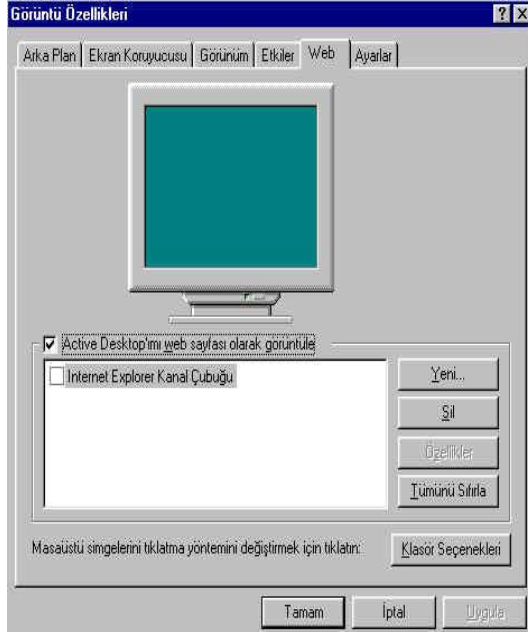 Görüntü Özellikleri
Arka Plan Ekran Koruyucusu Görünüm Etkiler Web Ayarlar
Active Desktop'ımı web sayfası olarak görüntüle
Internet Explorer Kanal Çubuğu
Yeni...
Sil
Özellikler
Tümünü Sıfırla
Masaüstü simgelerini tıklatma yöntemini değiştirmek için tıklatın:
Klasör Seçenekleri
Tamam İptal Uygula